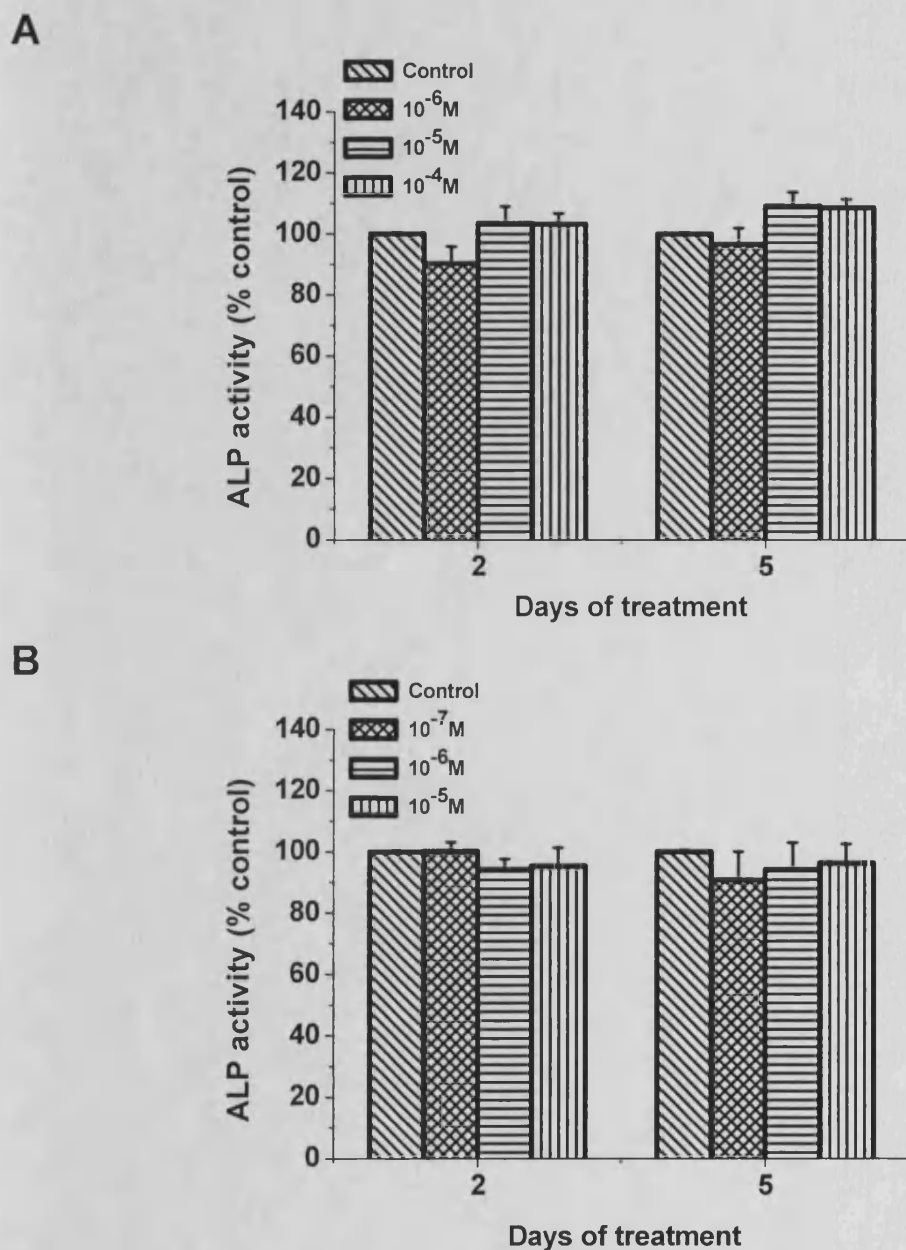 A
Control
10⁻⁶M
10⁻⁵M
10⁻⁴M
140
120
100
80
60
40
20
0
ALP activity (% control)
2 5
Days of treatment
B
Control
10⁻⁷M
10⁻⁶M
10⁻⁵M
140
120
100
80
60
40
20
0
ALP activity (% control)
2 5
Days of treatment